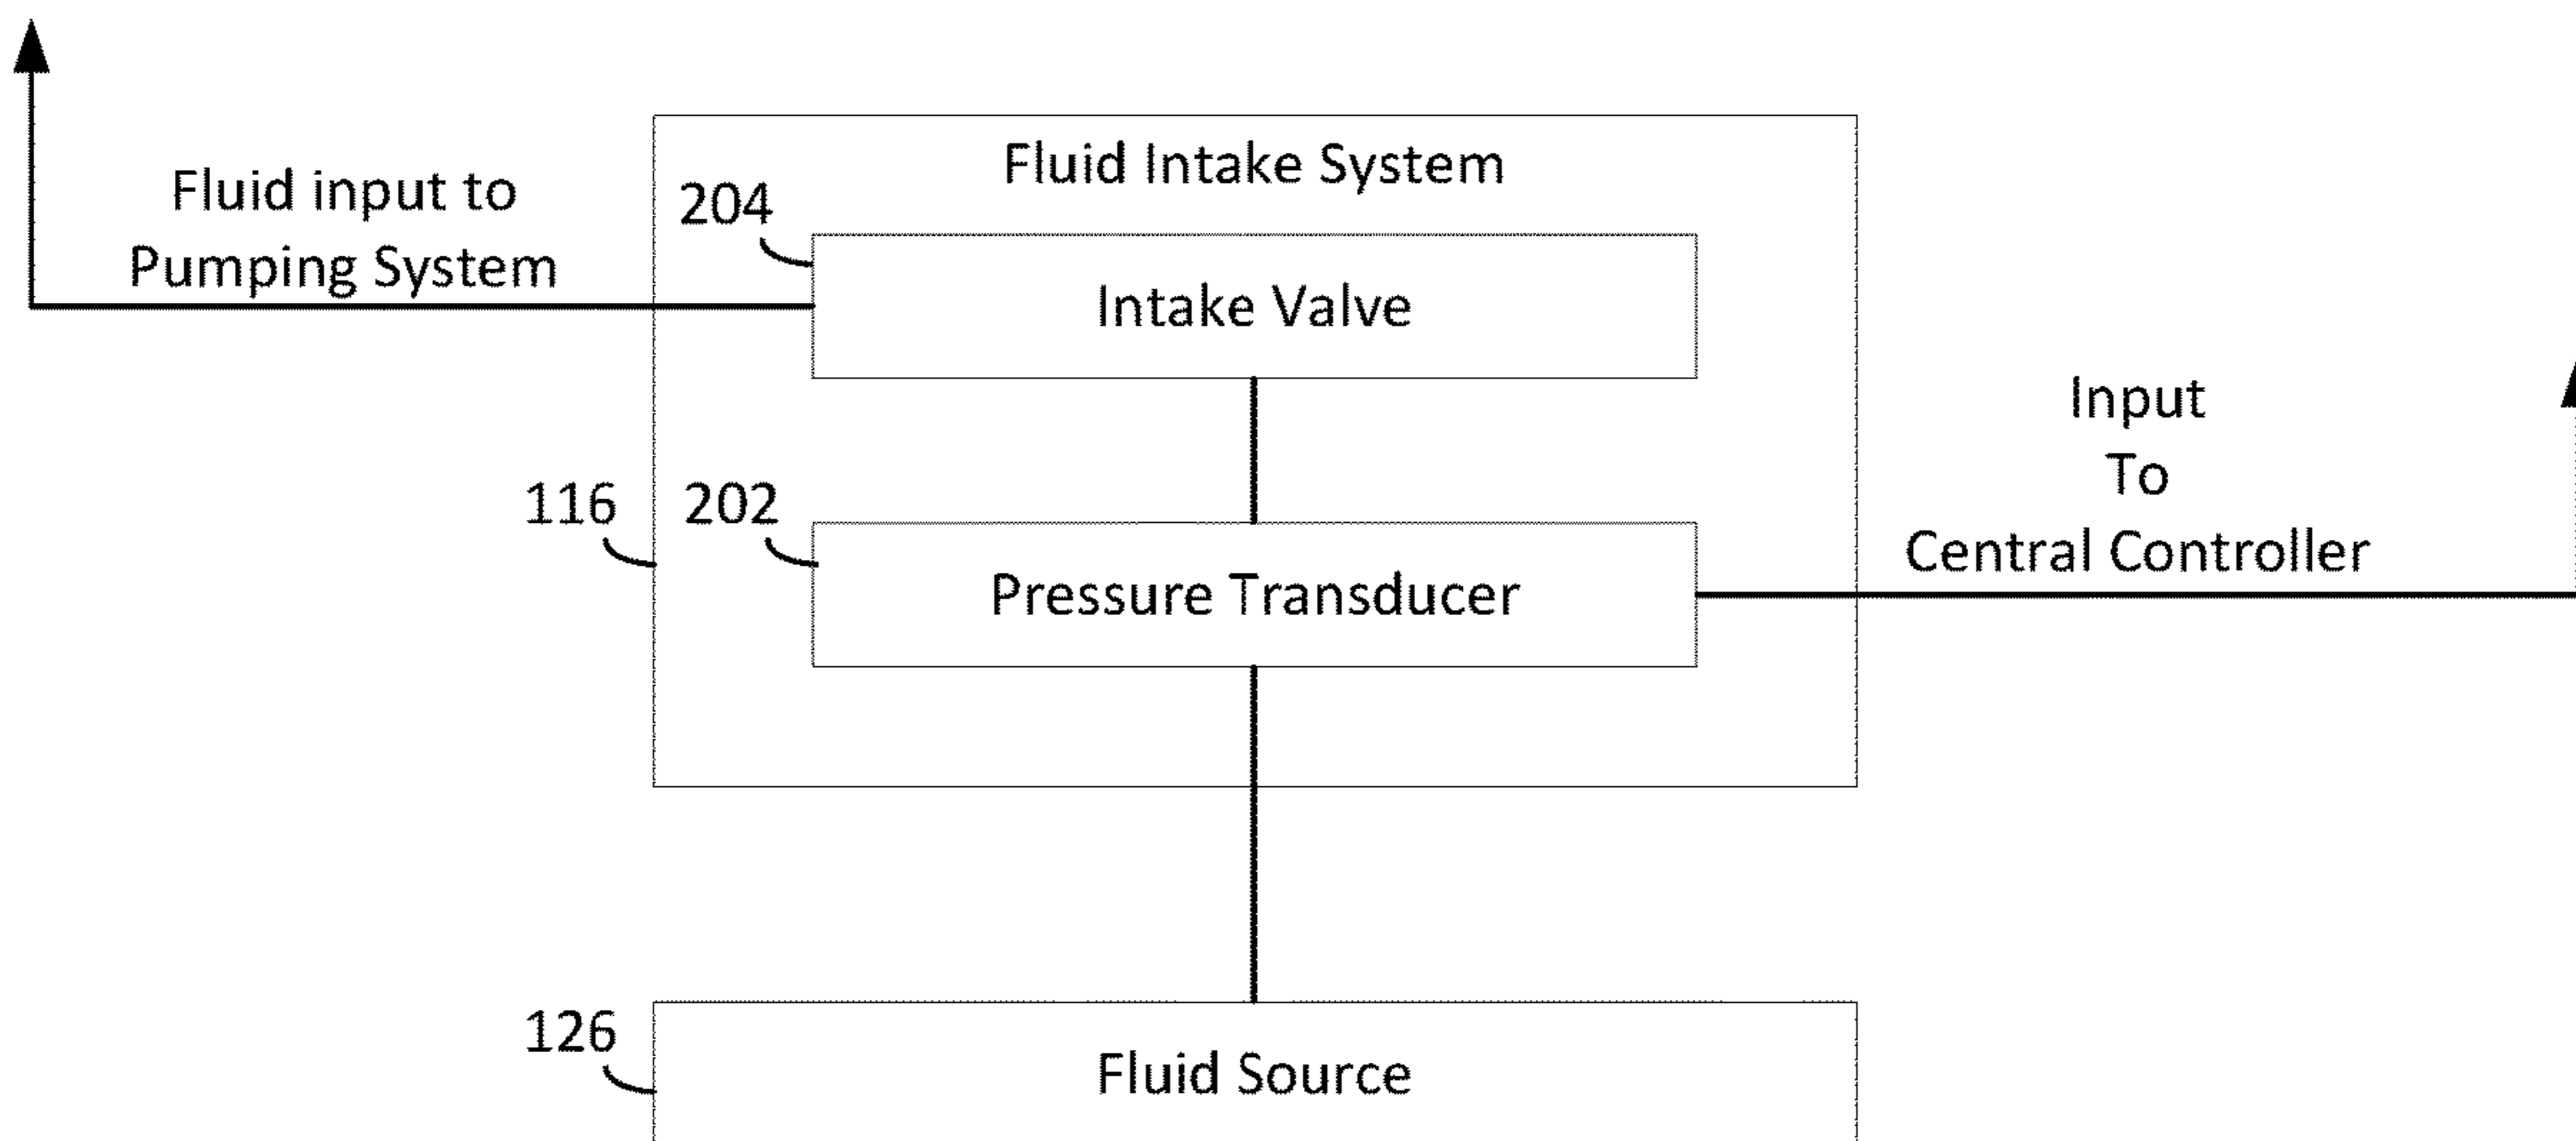 Fluid input to
Pumping System
Fluid Intake System
204
Intake Valve
116
202
Pressure Transducer
Input
To
Central Controller
126
Fluid Source